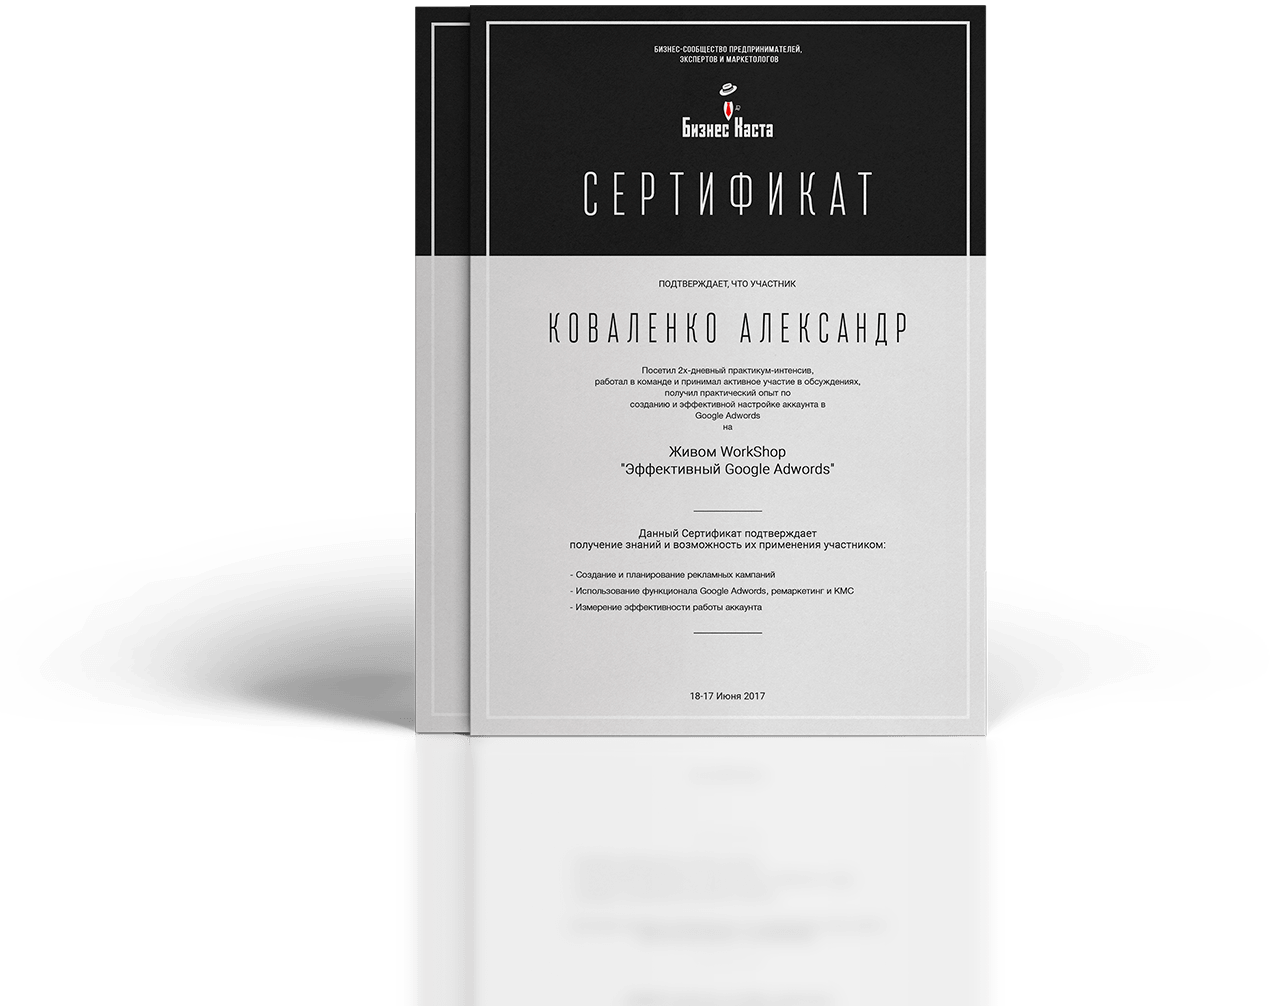 БИЗНЕС-СООБЩЕСТВО ПРЕДПРИНИМАТЕЛЕЙ,
ЭКСПЕРТОВ И МАРКЕТОЛОГОВ
Бизнес Каста
СЕРТИФИКАТ
ПОДТВЕРЖДАЕТ, ЧТО УЧАСТНИК
КОВАЛЕНКО АЛЕКСАНДР
Посетил 2х-дневный практикум-интенсив,
работал в команде и принимал активное участие в обсуждениях,
получил практический опыт по
созданию и эффективной настройке аккаунта в
Google Adwords
на
Живом WorkShop
"Эффективный Google Adwords"
Данный Сертификат подтверждает
получение знаний и возможность их применения участником:
- Создание и планирование рекламных кампаний
- Использование функционала Google Adwords, ремаркетинг и КМС
- Измерение эффективности работы аккаунта
18-17 Июня 2017